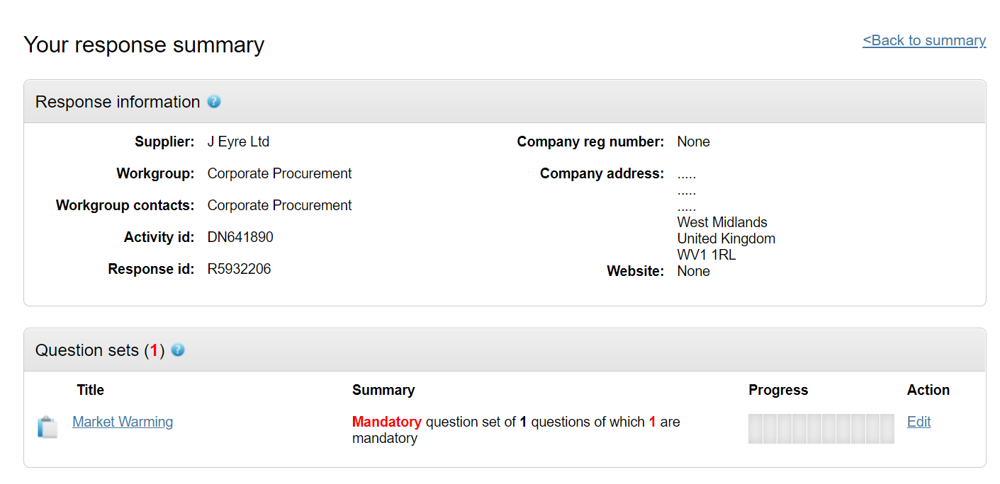 Your response summary
<Back to summary
Response information ?
Supplier: J Eyre Ltd
Company reg number: None
Workgroup: Corporate Procurement
Company address: .....
.....
.....
West Midlands
United Kingdom
WV1 1RL
Workgroup contacts: Corporate Procurement
Activity id: DN641890
Response id: R5932206
Website: None
Question sets (1) ?
Title Summary Progress Action
Market Warming Mandatory question set of 1 questions of which 1 are Edit
mandatory